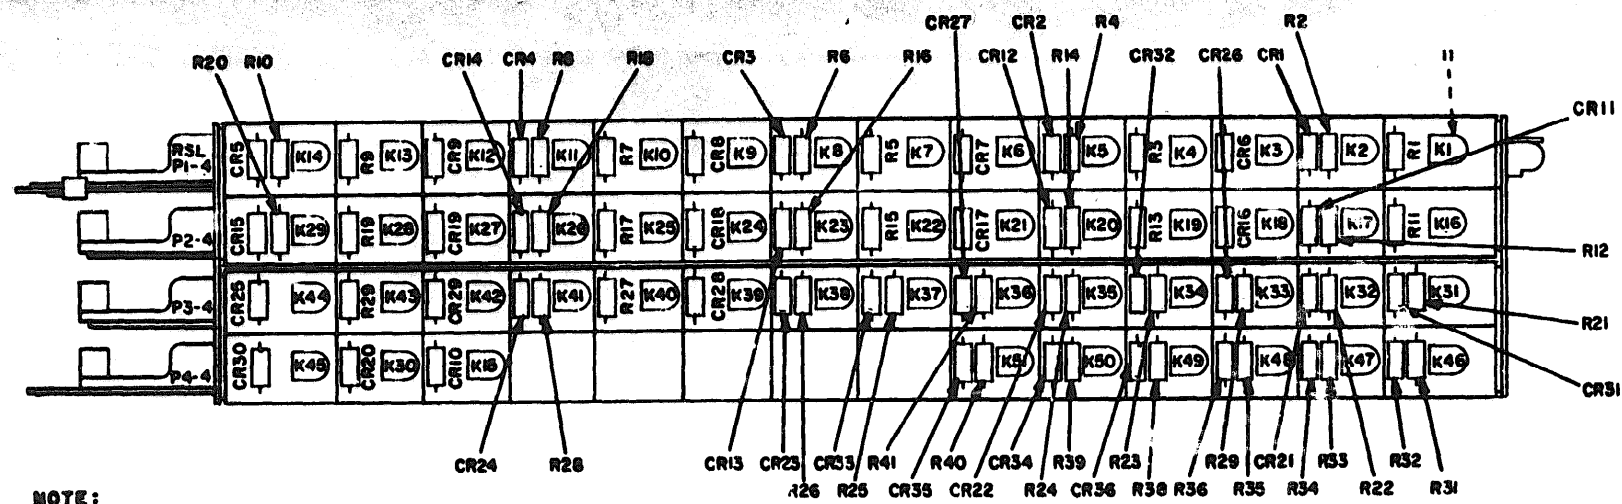 CR27 CR2 R4 R2
R20 R10 CR14 CR4 R8 R18 CR3 R6 R16 CR12 R14 CR32 CR26 CR1 I1
CR11
RSL
P1-4 CR5 K14 R9 K13 CR9 K12 K11 R7 K10 CR8 K9 K8 R5 K7 CR7 K6 K5 R3 K4 CR6 K3 K2 R1 K1
P2-4 CR15 K29 R19 K28 CR19 K27 K26 R17 K25 CR18 K24 K23 R15 K22 CR17 K21 K20 R13 K19 CR16 K18 K17 R11 K16
R12
P3-4 CR25 K44 R29 K43 CR29 K42 K41 R27 K40 CR28 K39 K38 K37 K36 K35 K34 K33 K32 K31
R21
P4-4 CR30 K45 CR20 K30 CR10 K15 K51 K50 K49 K48 K47 K46
CR31
CR24 R28 CR13 CR23 CR33 R41 R40 CR34 R39 R23 R29 CR21 R33 R32
R26 R25 CR35 CR22 R24 CR36 R38 R36 R35 R34 R22 R31
NOTE: